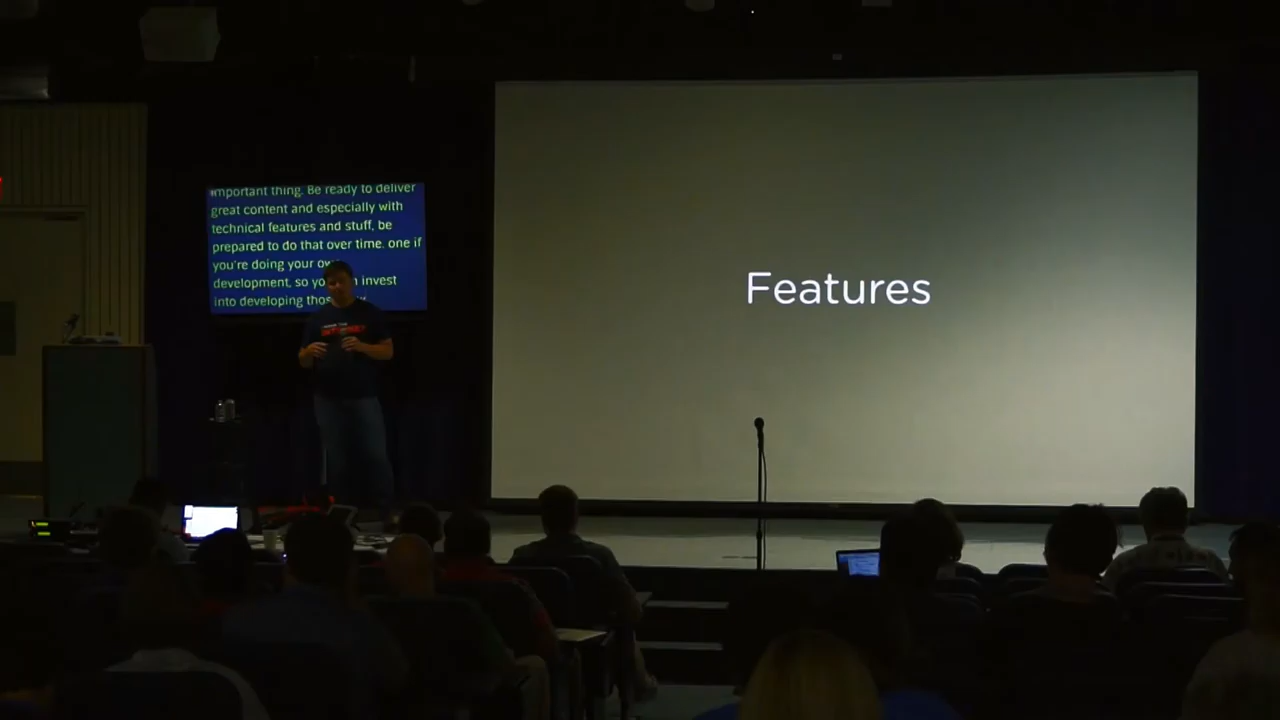 important thing. Be ready to deliver
great content and especially with
technical features and stuff, be
prepared to do that over time. one if
you're doing your
development, so invest
into developing
Features